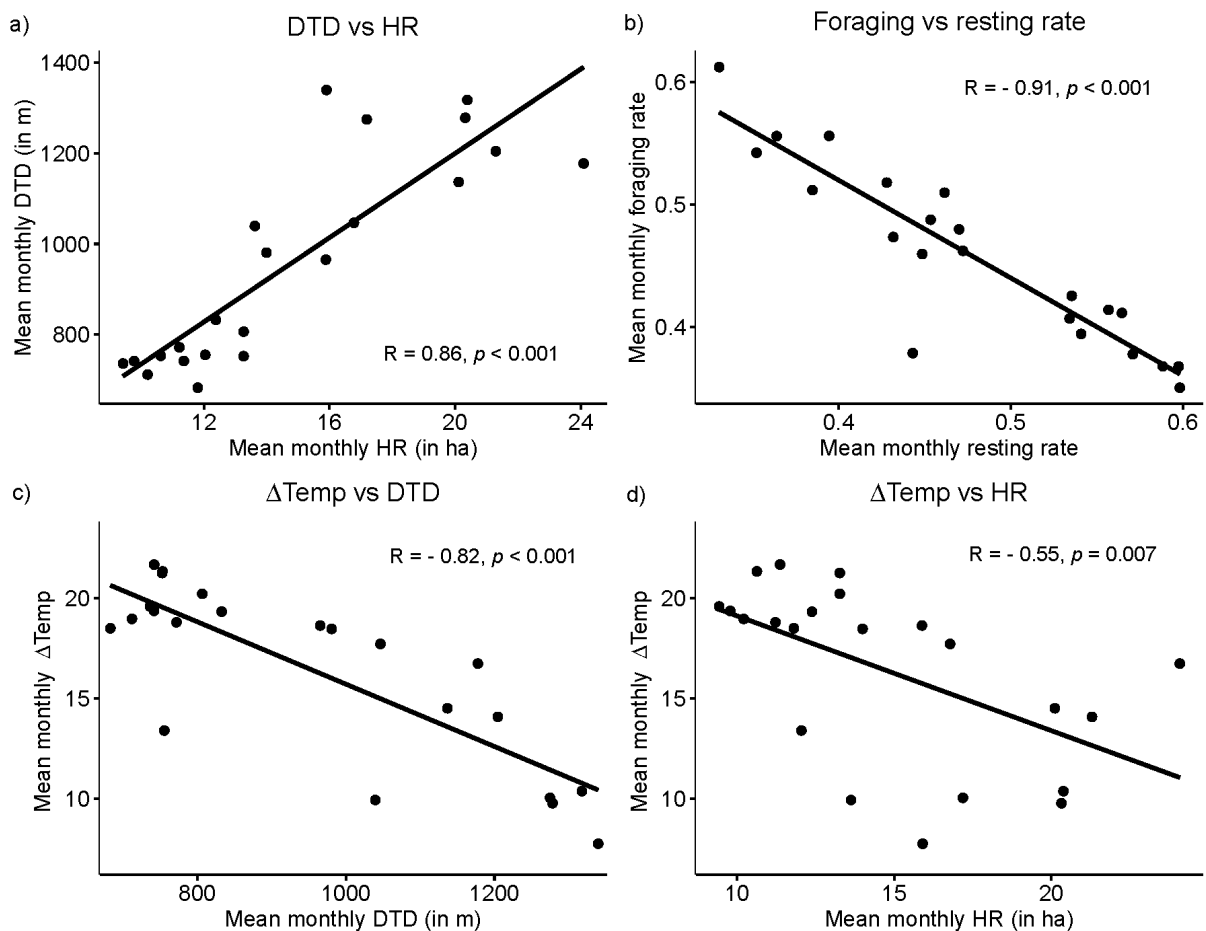 a)
DTD vs HR
Mean monthly DTD (in m)
1400
1200
1000
800
R = 0.86, p < 0.001
12
16
20
24
Mean monthly HR (in ha)
b)
Foraging vs resting rate
Mean monthly foraging rate
0.6
0.5
0.4
R = - 0.91, p < 0.001
0.4
0.5
0.6
Mean monthly resting rate
c)
ΔTemp vs DTD
Mean monthly ΔTemp
20
15
10
R = - 0.82, p < 0.001
800
1000
1200
Mean monthly DTD (in m)
d)
ΔTemp vs HR
Mean monthly ΔTemp
20
15
10
R = - 0.55, p = 0.007
10
15
20
Mean monthly HR (in ha)